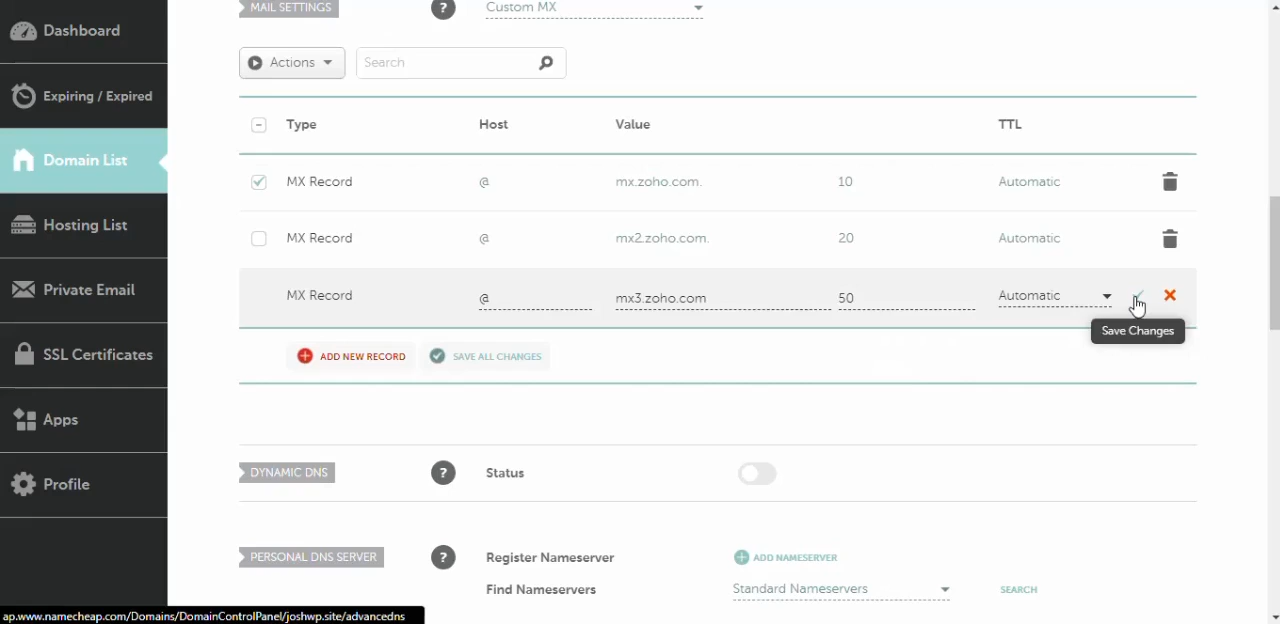 Dashboard
Expiring / Expired
Domain List
Hosting List
Private Email
SSL Certificates
Apps
Profile
MAIL SETTINGS ? Custom MX
Actions Search
Type Host Value TTL
MX Record @ mx.zoho.com. 10 Automatic
MX Record @ mx2.zoho.com. 20 Automatic
MX Record @ mx3.zoho.com 50 Automatic
Save Changes
ADD NEW RECORD SAVE ALL CHANGES
DYNAMIC DNS ? Status
PERSONAL DNS SERVER ? Register Nameserver ADD NAMESERVER
Find Nameservers Standard Nameservers SEARCH
ap.www.namecheap.com/Domains/DomainControlPanel/joshwp.site/advancedns